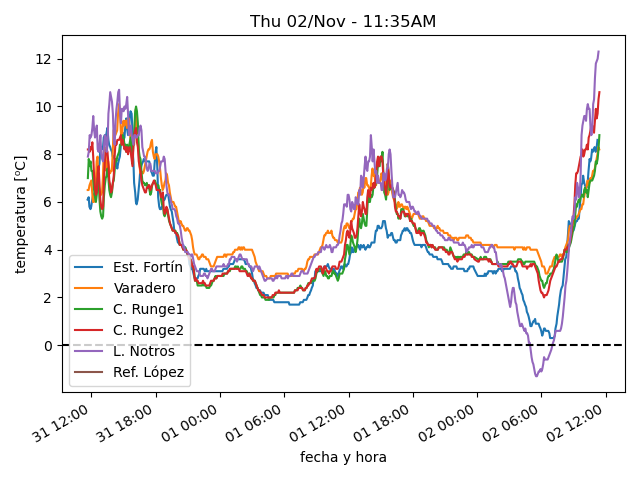 Thu 02/Nov - 11:35AM
temperatura [ºC]
12
10
8
6
4
2
0
Est. Fortín
Varadero
C. Runge1
C. Runge2
L. Notros
Ref. López
31 12:00
31 18:00
01 00:00
01 06:00
01 12:00
01 18:00
02 00:00
02 06:00
02 12:00
fecha y hora